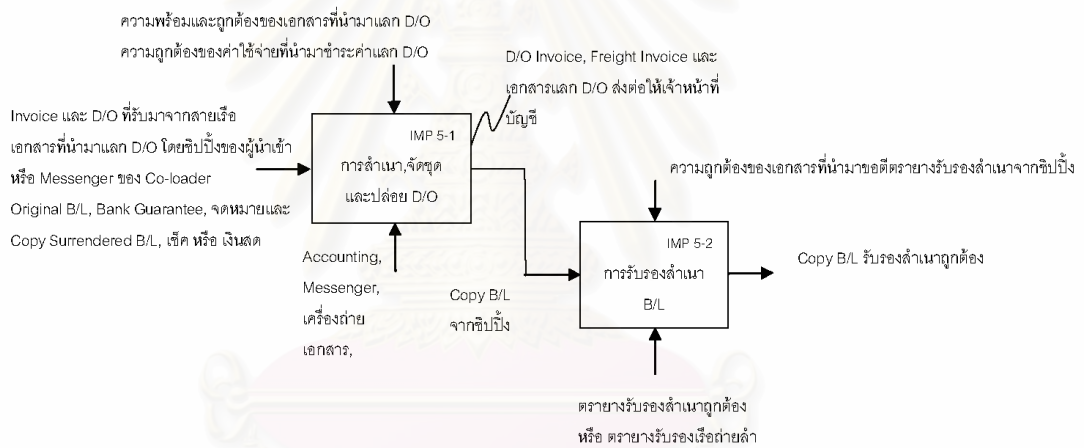 ความพร้อมและถูกต้องของเอกสารที่นำมาแลก D/O
ความถูกต้องของค่าใช้จ่ายที่นำมาชำระค่าแลก D/O
D/O Invoice, Freight Invoice และ
เอกสารแลก D/O ส่งต่อให้เจ้าหน้าที่
บัญชี
Invoice และ D/O ที่รับมาจากสายเรือ
เอกสารที่นำมาแลก D/O โดยชิปปิ้งของผู้นำเข้า
หรือ Messenger ของ Co-loader
Original B/L, Bank Guarantee, จดหมายและ
Copy Surrendered B/L, เช็ค หรือ เงินสด
IMP 5-1
การสำเนา,จัดชุด
และปล่อย D/O
Accounting,
Messenger,
เครื่องถ่าย
เอกสาร,
Copy B/L
จากชิปปิ้ง
ความถูกต้องของเอกสารที่นำมาขอตีตรายางรับรองสำเนาจากชิปปิ้ง
IMP 5-2
การรับรองสำเนา
B/L
Copy B/L รับรองสำเนาถูกต้อง
ตรายางรับรองสำเนาถูกต้อง
หรือ ตรายางรับรองเรือถ่ายลำ